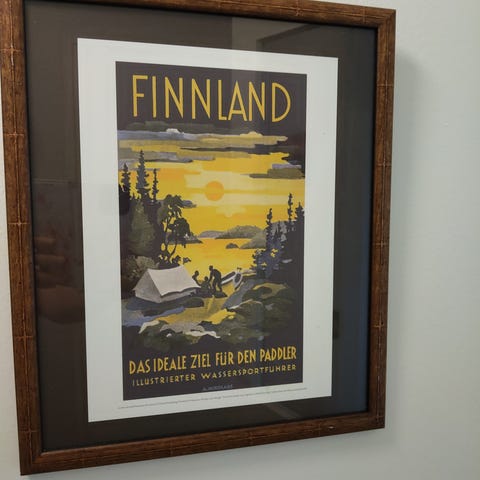 FINNLAND
DAS IDEALE ZIEL FÜR DEN PADDLER
ILLUSTRIERTER WASSERSPORTFÜHRER